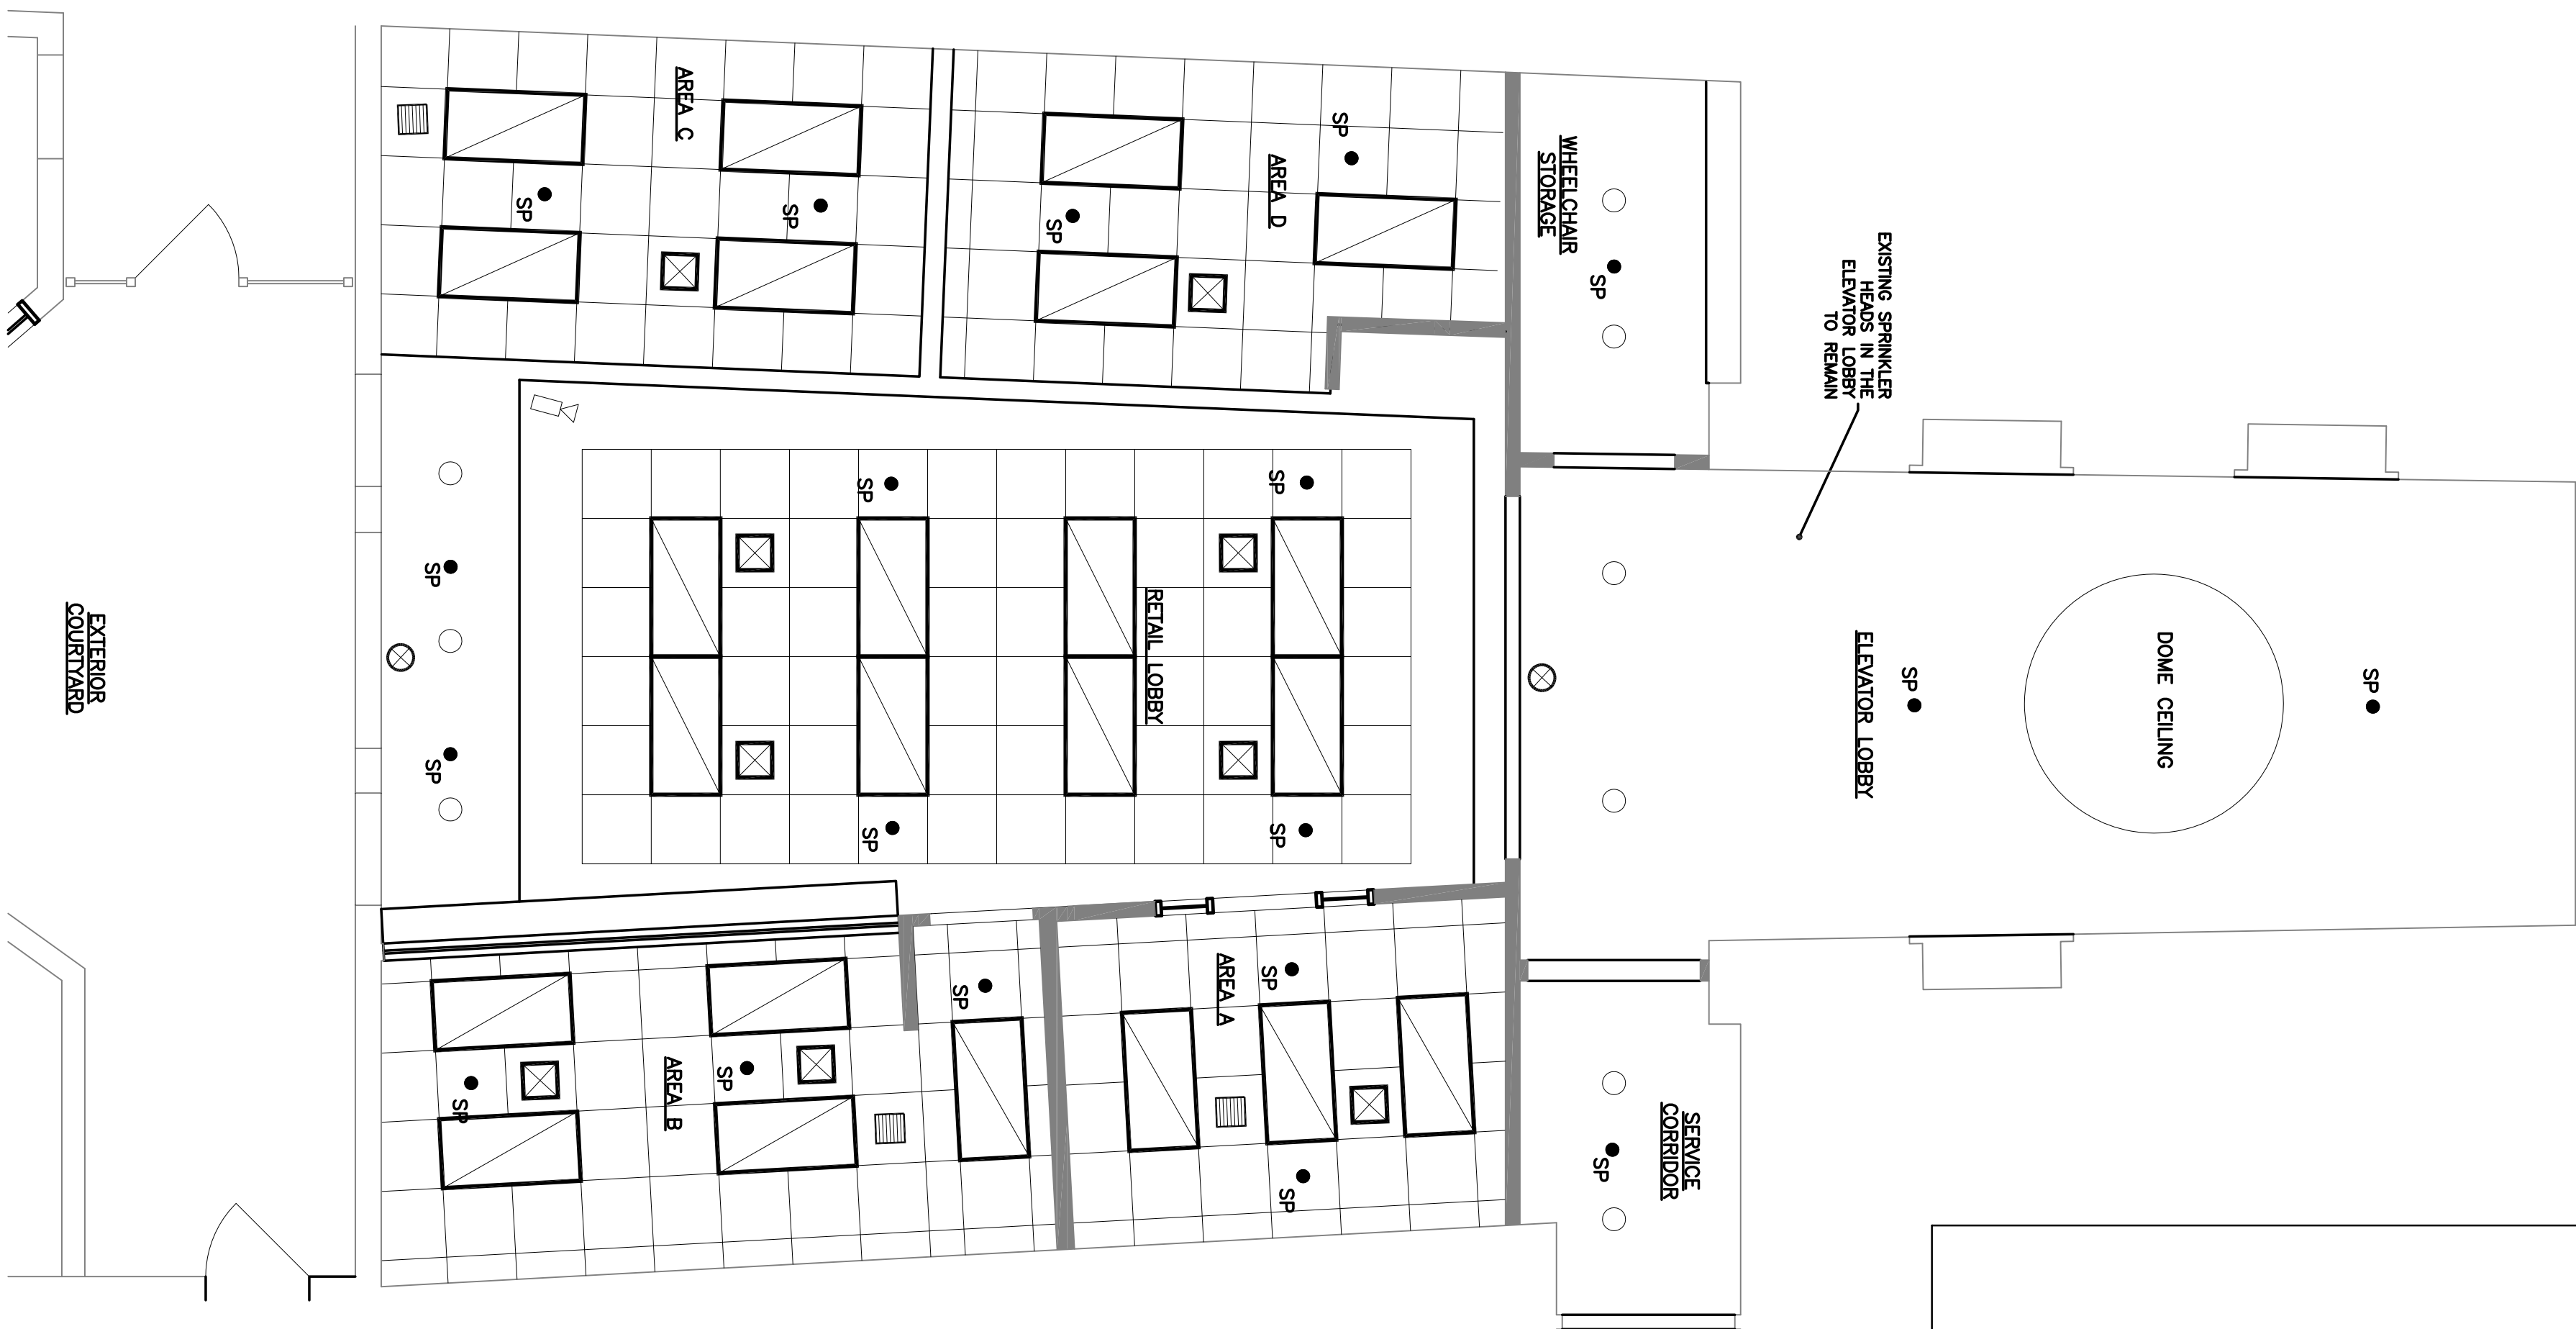 SP
DOME CEILING
SP
EXISTING SPRINKLER
HEADS IN THE
ELEVATOR LOBBY
TO REMAIN
ELEVATOR LOBBY
SERVICE
CORRIDOR
WHEELCHAIR
STORAGE
SP
SP
SP
AREA D
SP
SP
SP
SP
AREA A
RETAIL LOBBY
SP
SP
SP
SP
SP
SP
AREA C
AREA B
SP
SP
SP
SP
EXTERIOR
COURTYARD